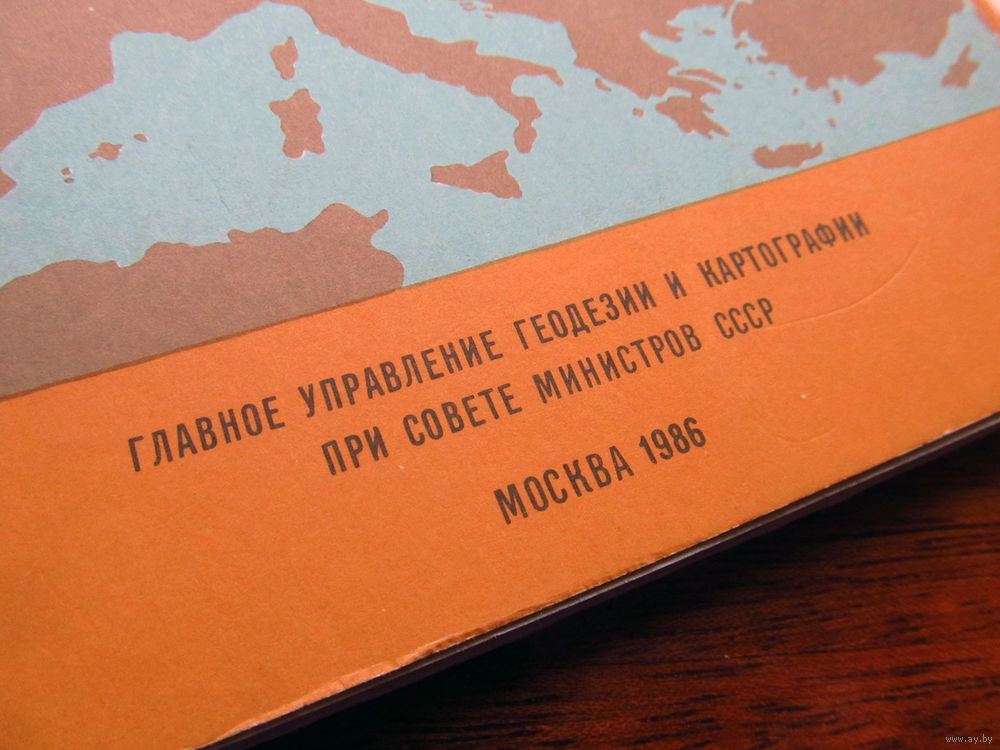 ГЛАВНОЕ УПРАВЛЕНИЕ ГЕОДЕЗИИ И КАРТОГРАФИИ
ПРИ СОВЕТЕ МИНИСТРОВ СССР
МОСКВА 1986
www.ay.by